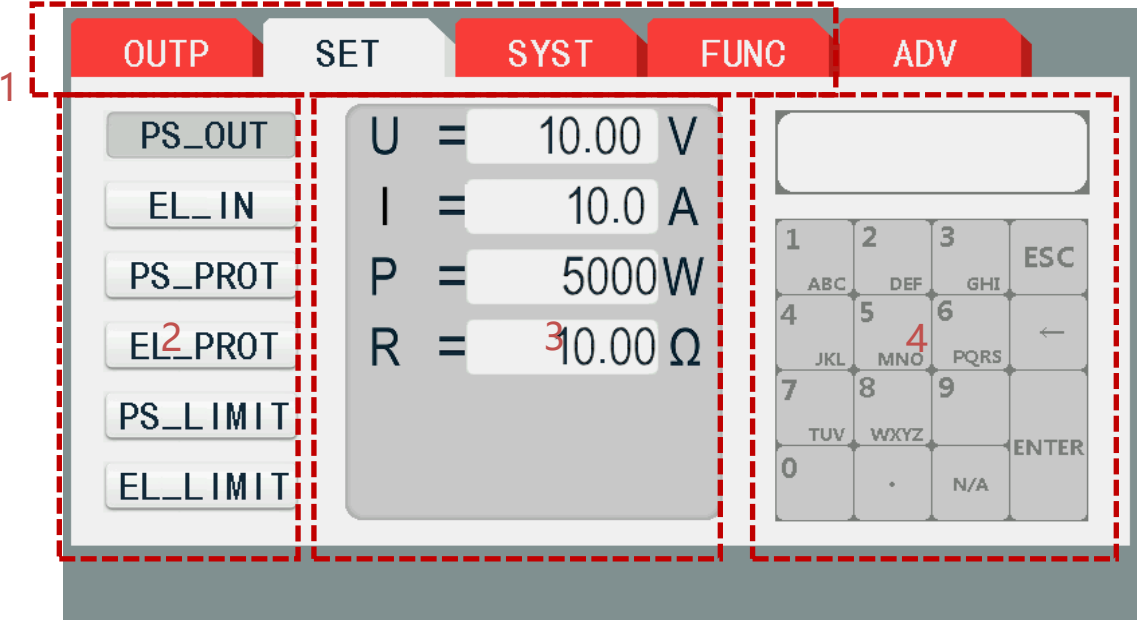 OUTP SET SYST FUNC ADV
1
PS_OUT
EL_IN
PS_PROT
EL_PROT
2
PS_LIMIT
EL_LIMIT
U = 10.00 V
I = 10.0 A
P = 5000 W
R = 10.00 Ω
3
1 ABC
2 DEF
3 GHI
ESC
4 JKL
5 MNO
6 PQRS
←
4
7 TUV
8 WXYZ
9
ENTER
0
.
N/A